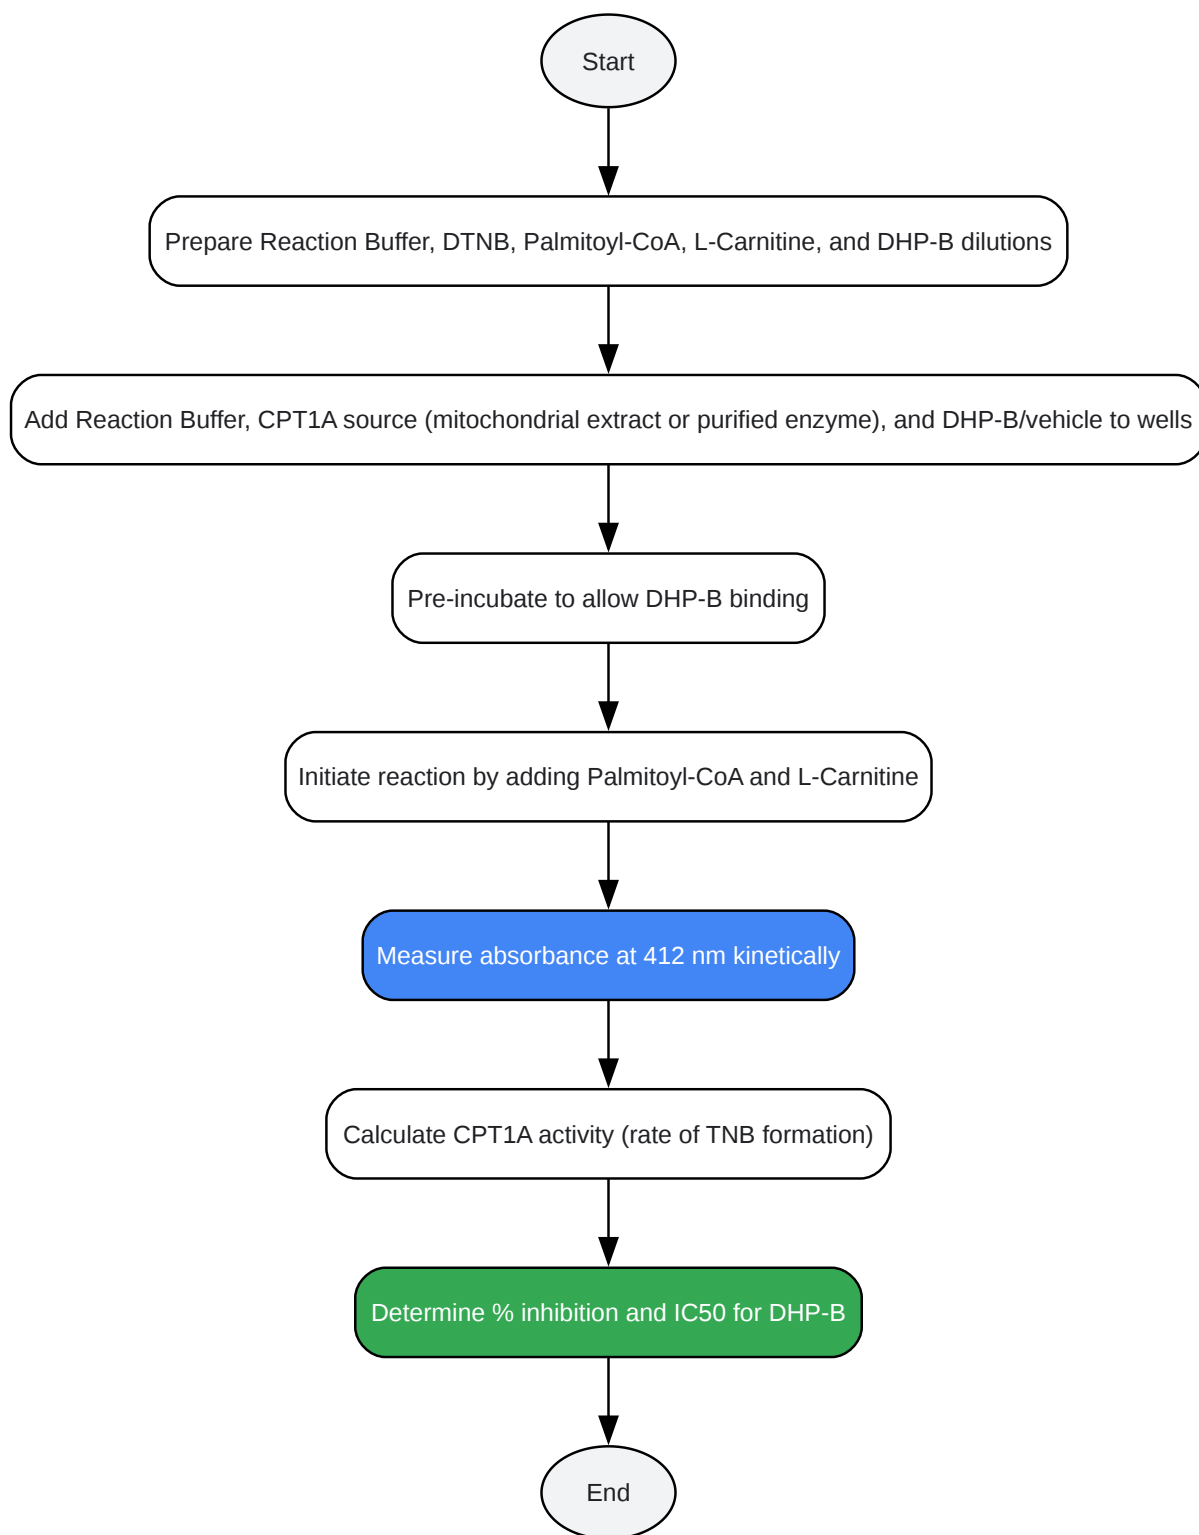 Start
Prepare Reaction Buffer, DTNB, Palmitoyl-CoA, L-Carnitine, and DHP-B dilutions
Add Reaction Buffer, CPT1A source (mitochondrial extract or purified enzyme), and DHP-B/vehicle to wells
Pre-incubate to allow DHP-B binding
Initiate reaction by adding Palmitoyl-CoA and L-Carnitine
Measure absorbance at 412 nm kinetically
Calculate CPT1A activity (rate of TNB formation)
Determine % inhibition and IC50 for DHP-B
End